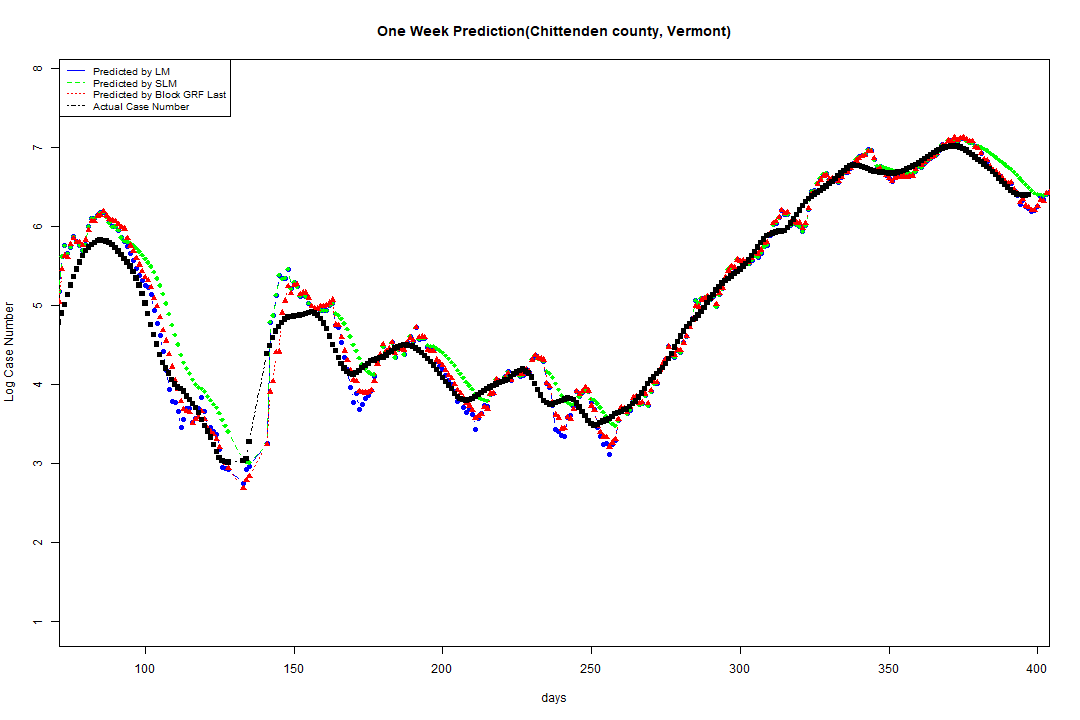 One Week Prediction(Chittenden county, Vermont)
Predicted by LM
Predicted by SLM
Predicted by Block GRF Last
Actual Case Number
8
7
6
5
4
3
2
1
Log Case Number
100 150 200 250 300 350 400
days